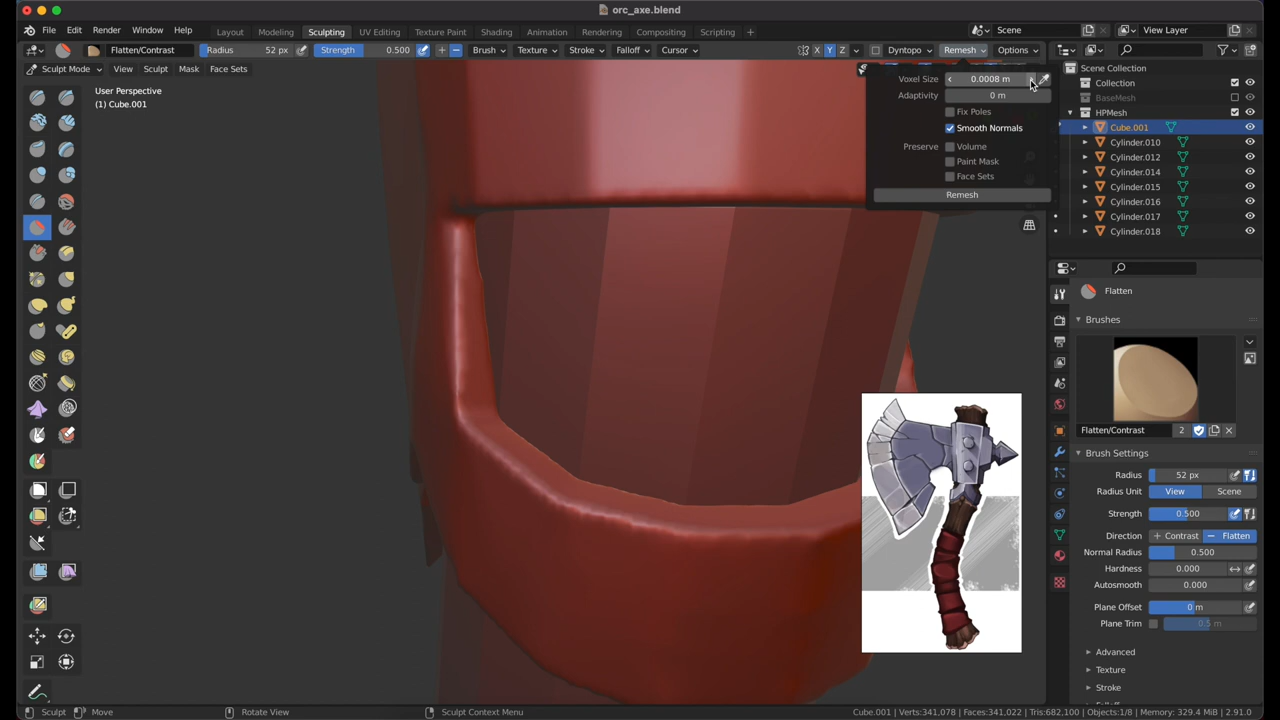 orc_axe.blend
File Edit Render Window Help Layout Modeling Sculpting UV Editing Texture Paint Shading Animation Rendering Compositing Scripting + Scene View Layer
Flatten/Contrast Radius 52 px Strength 0.500 Brush Texture Stroke Falloff Cursor X Y Z Dyntopo Remesh Options
Sculpt Mode View Sculpt Mask Face Sets
User Perspective
(1) Cube.001
Voxel Size 0.0008 m
Adaptivity 0 m
Fix Poles
Smooth Normals
Preserve Volume
Paint Mask
Face Sets
Remesh
Scene Collection
Collection
BaseMesh
HPMesh
Cube.001
Cylinder.010
Cylinder.012
Cylinder.014
Cylinder.015
Cylinder.016
Cylinder.017
Cylinder.018
Flatten
Brushes
Flatten/Contrast 2
Brush Settings
Radius 52 px
Radius Unit View Scene
Strength 0.500
Direction + Contrast − Flatten
Normal Radius 0.500
Hardness 0.000
Autosmooth 0.000
Plane Offset 0 m
Plane Trim 0.5 m
Advanced
Texture
Stroke
Sculpt Move Rotate View Sculpt Context Menu Cube.001 | Verts:341,078 | Faces:341,022 | Tris:682,100 | Objects:1/8 | Memory: 329.4 MiB | 2.91.0